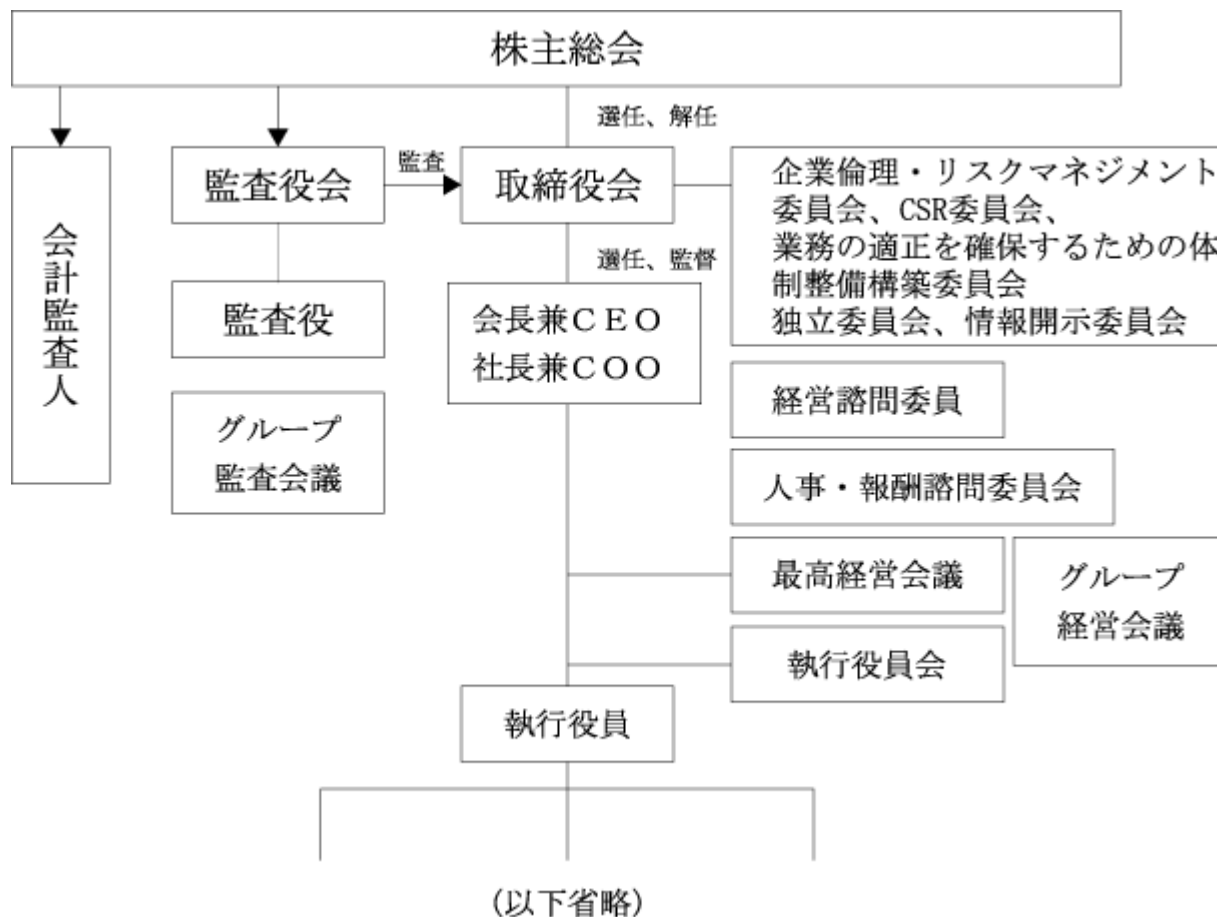 株主総会
選任、解任
会計監査人
監査役会
監査
取締役会
企業倫理・リスクマネジメント
委員会、CSR委員会、
業務の適正を確保するための体
制整備構築委員会
独立委員会、情報開示委員会
選任、監督
監査役
会長兼ＣＥＯ
社長兼ＣＯＯ
グループ
監査会議
経営諮問委員
人事・報酬諮問委員会
最高経営会議
グループ
経営会議
執行役員会
執行役員
(以下省略)